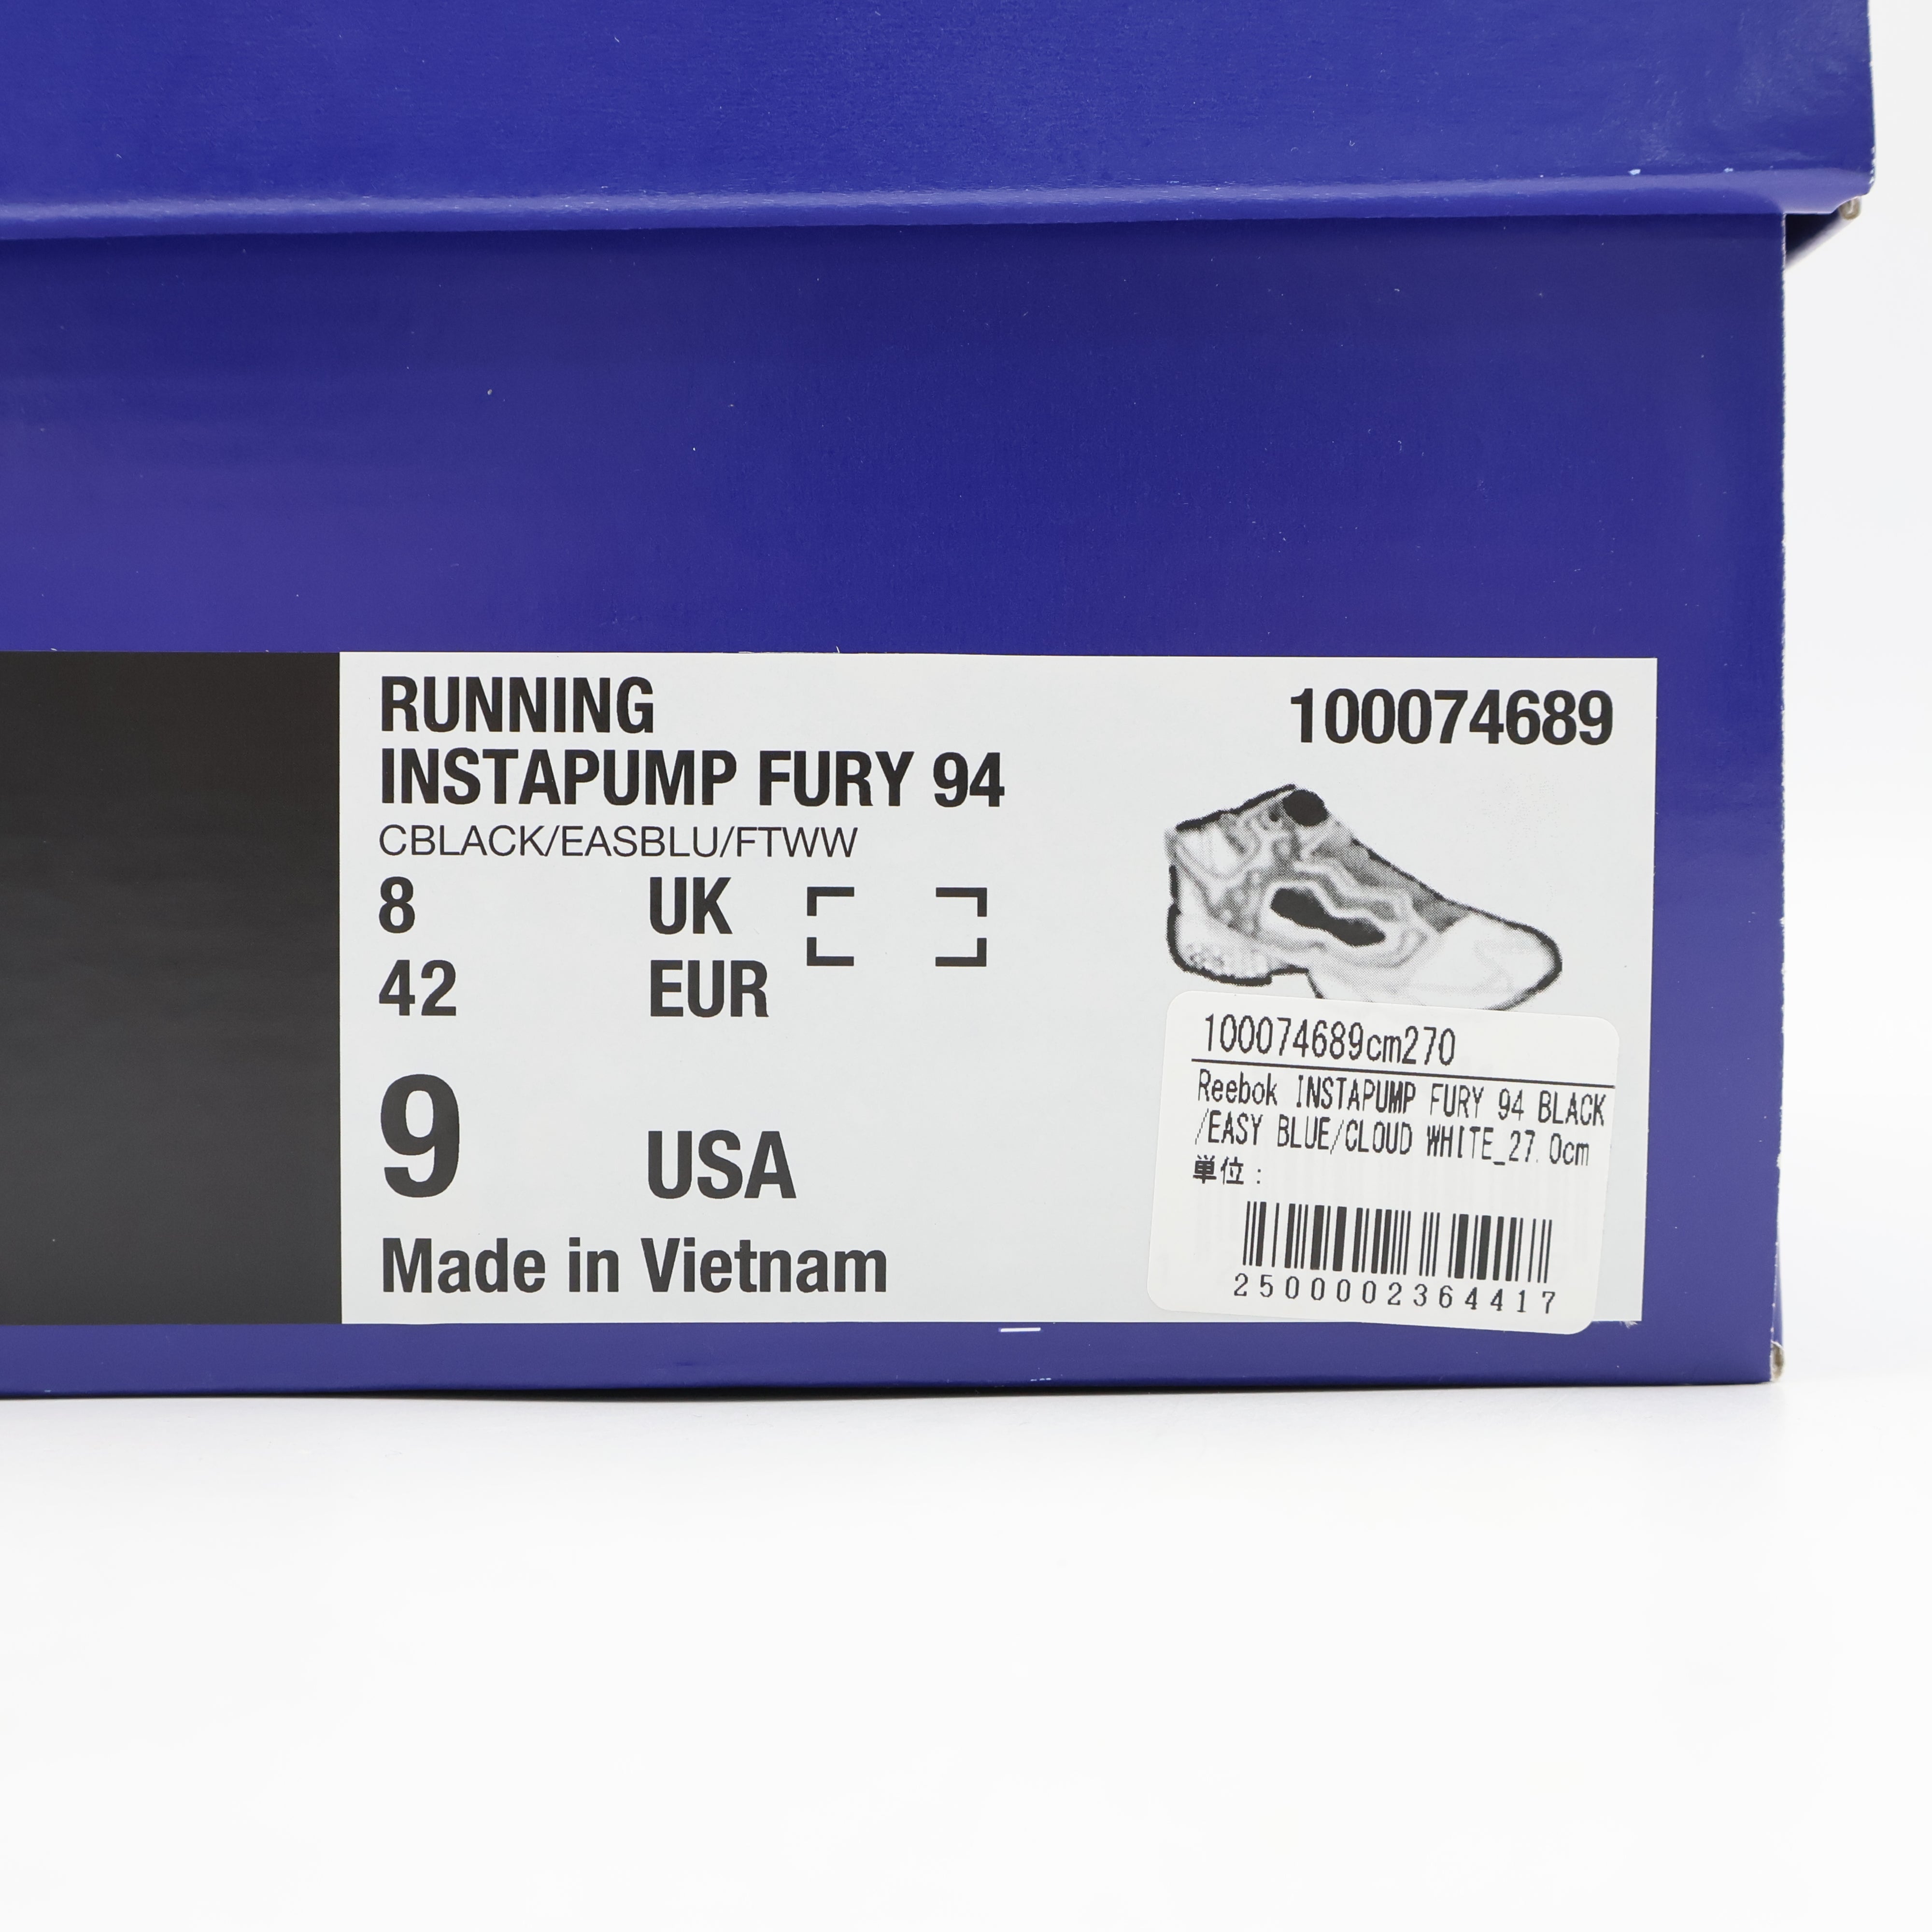 RUNNING
INSTAPUMP FURY 94
CBLACK/EASBLU/FTWW
8 UK
42 EUR
9 USA
Made in Vietnam
100074689
100074689cm270
Reebok INSTAPUMP FURY 94 BLACK
/EASY BLUE/CLOUD WHITE_27.0cm
単位:
2500002364417